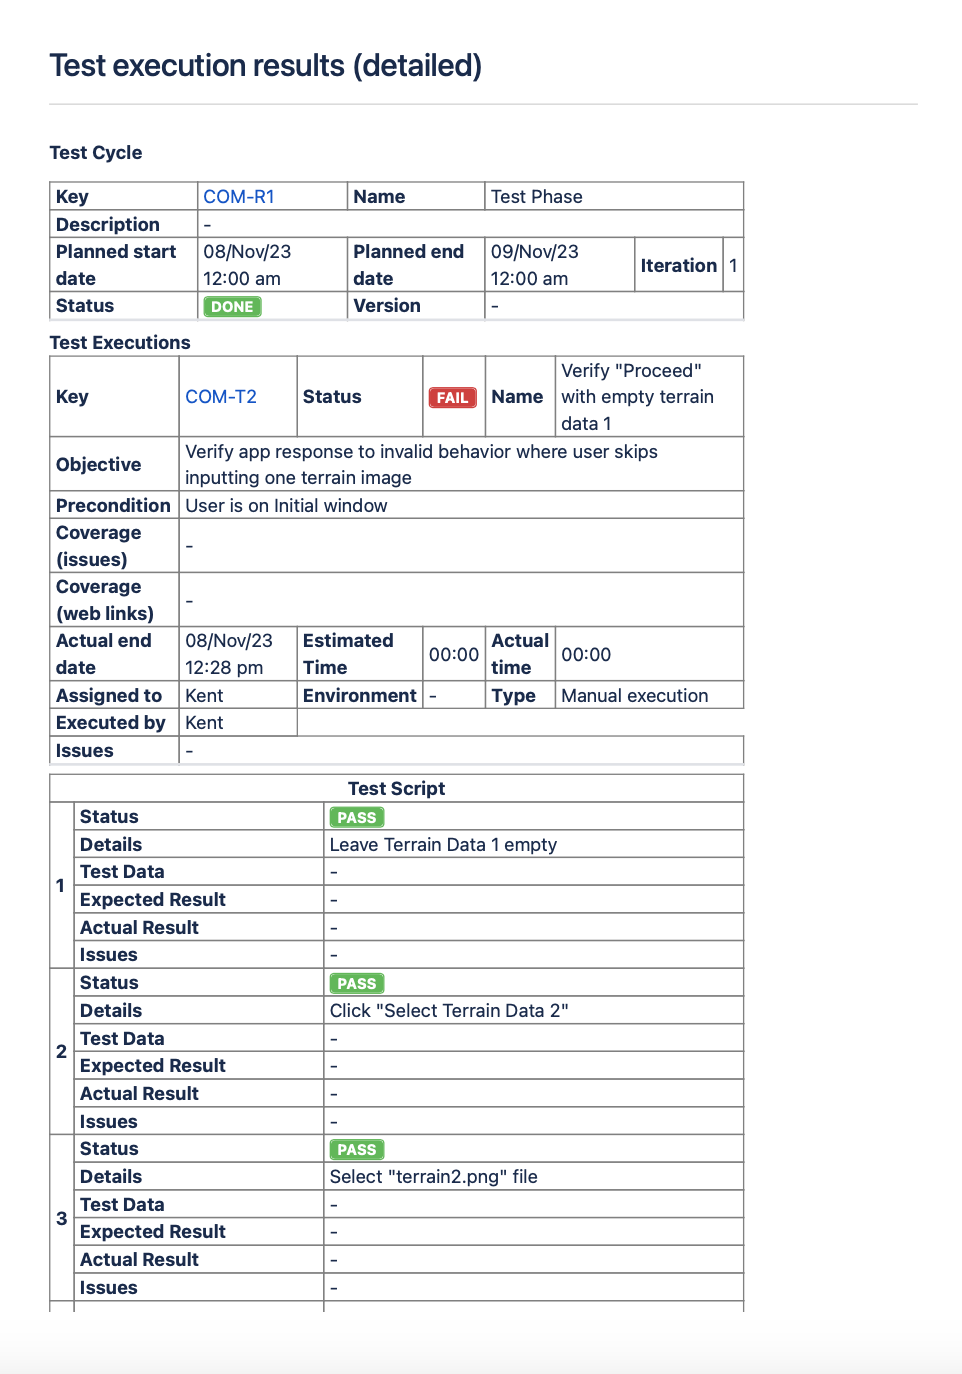 Test execution results (detailed)
Test Cycle
Key COM-R1 Name Test Phase
Description -
Planned start date 08/Nov/23 12:00 am Planned end date 09/Nov/23 12:00 am Iteration 1
Status DONE Version -
Test Executions
Key COM-T2 Status FAIL Name Verify "Proceed" with empty terrain data 1
Objective Verify app response to invalid behavior where user skips inputting one terrain image
Precondition User is on Initial window
Coverage (issues) -
Coverage (web links) -
Actual end date 08/Nov/23 12:28 pm Estimated Time 00:00 Actual time 00:00
Assigned to Kent Environment - Type Manual execution
Executed by Kent
Issues -
Test Script
1
Status PASS
Details Leave Terrain Data 1 empty
Test Data -
Expected Result -
Actual Result -
Issues -
2
Status PASS
Details Click "Select Terrain Data 2"
Test Data -
Expected Result -
Actual Result -
Issues -
3
Status PASS
Details Select "terrain2.png" file
Test Data -
Expected Result -
Actual Result -
Issues -